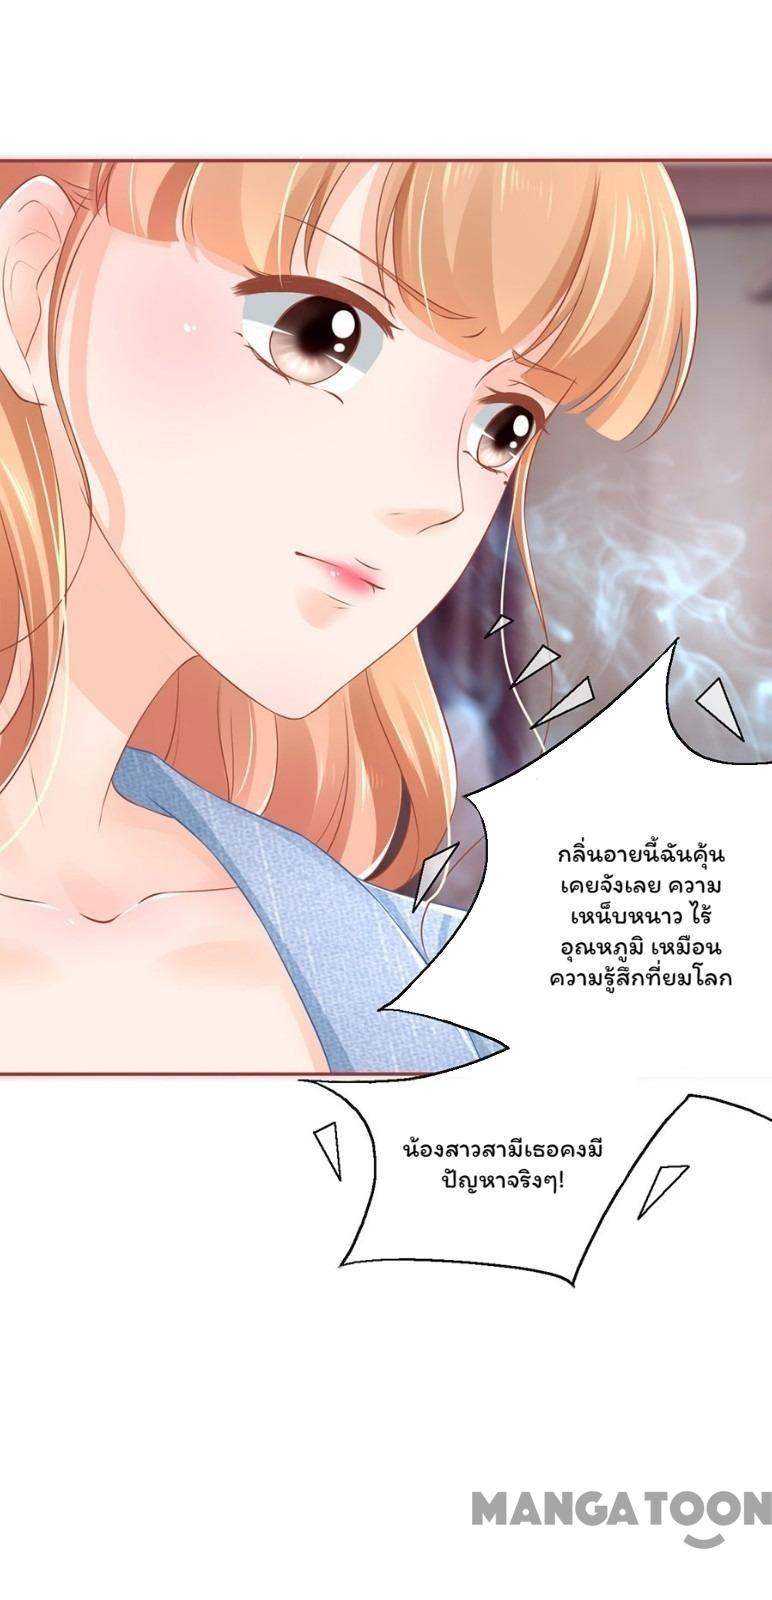 กลิ่นอายนี้ฉันคุ้น
เคยจังเลย ความ
เหน็บหนาว ไร้
อุณหภูมิ เหมือน
ความรู้สึกที่ยมโลก
น้องสาวสามีเธอคงมี
ปัญหาจริงๆ!
MANGATOON